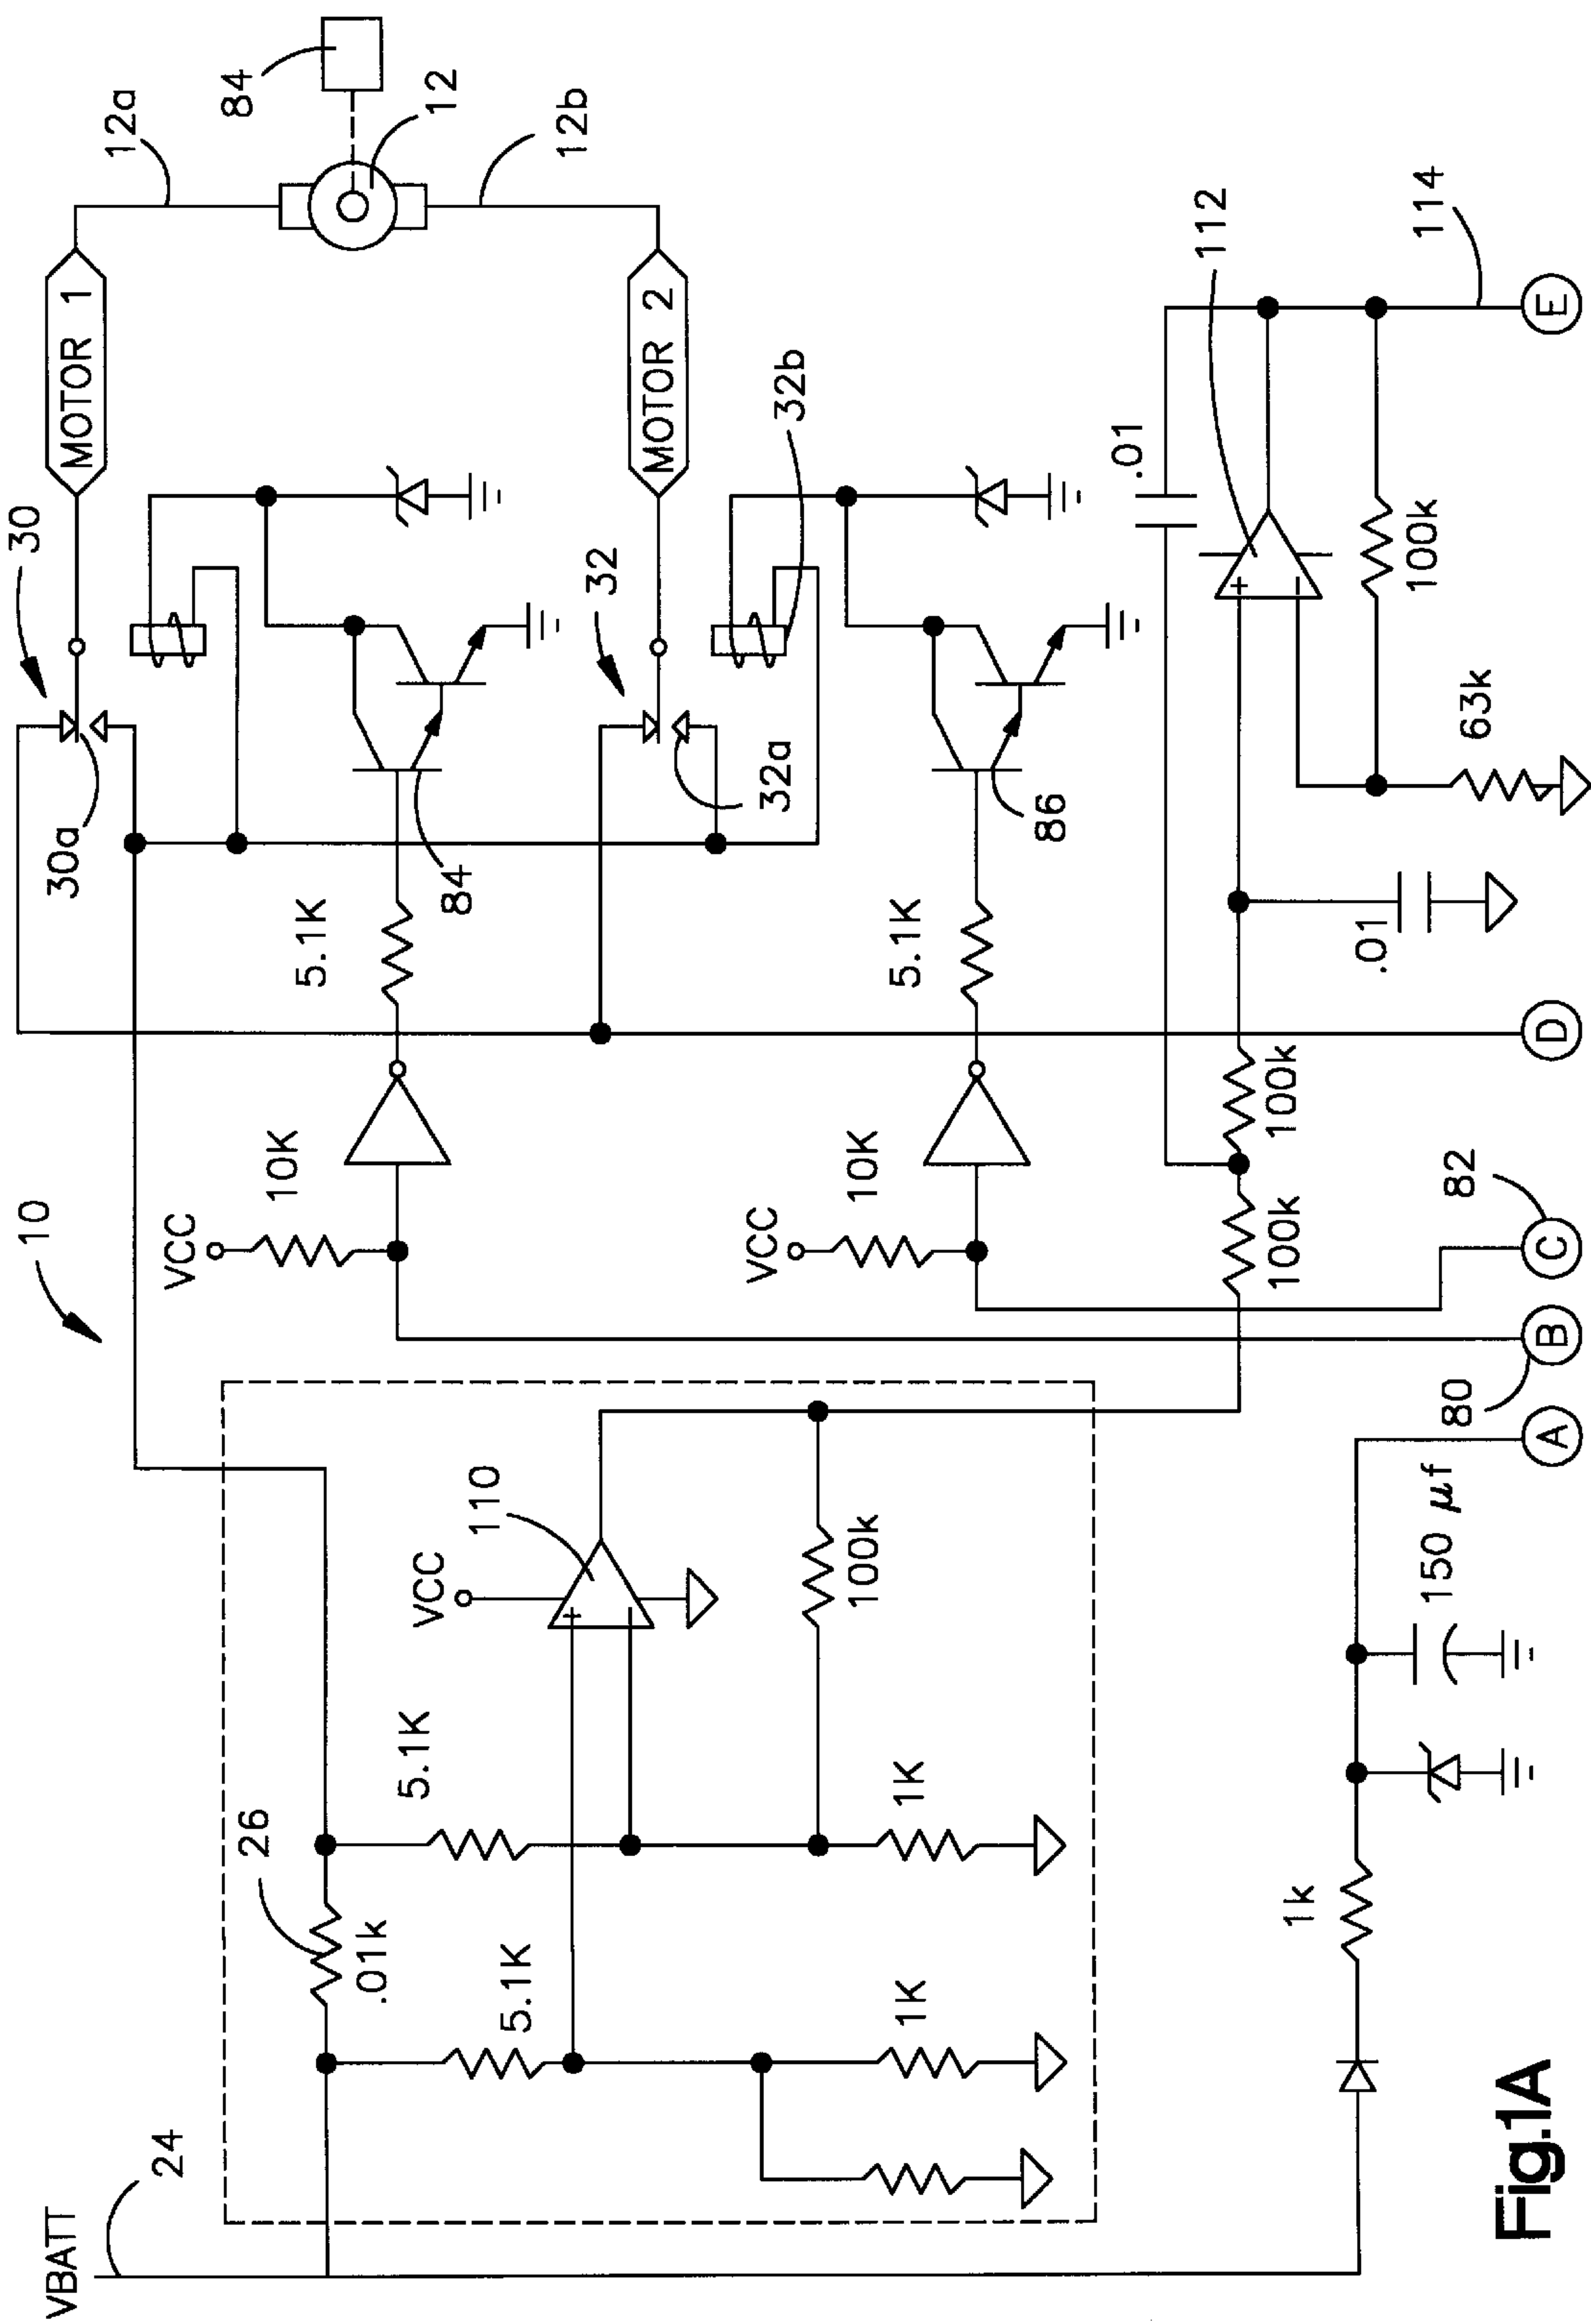 10
30
12a
84
MOTOR 1
30a
12
VBATT
24
VCC
10K
5.1K
84
12b
26
.01k
5.1K
VCC
110
32
MOTOR 2
32a
32b
5.1K
1K
1K
100k
VCC
10K
5.1K
86
.01
112
114
1k
150 µf
100k
100k
.01
63k
100k
80
82
A
B
C
D
E
Fig.1A